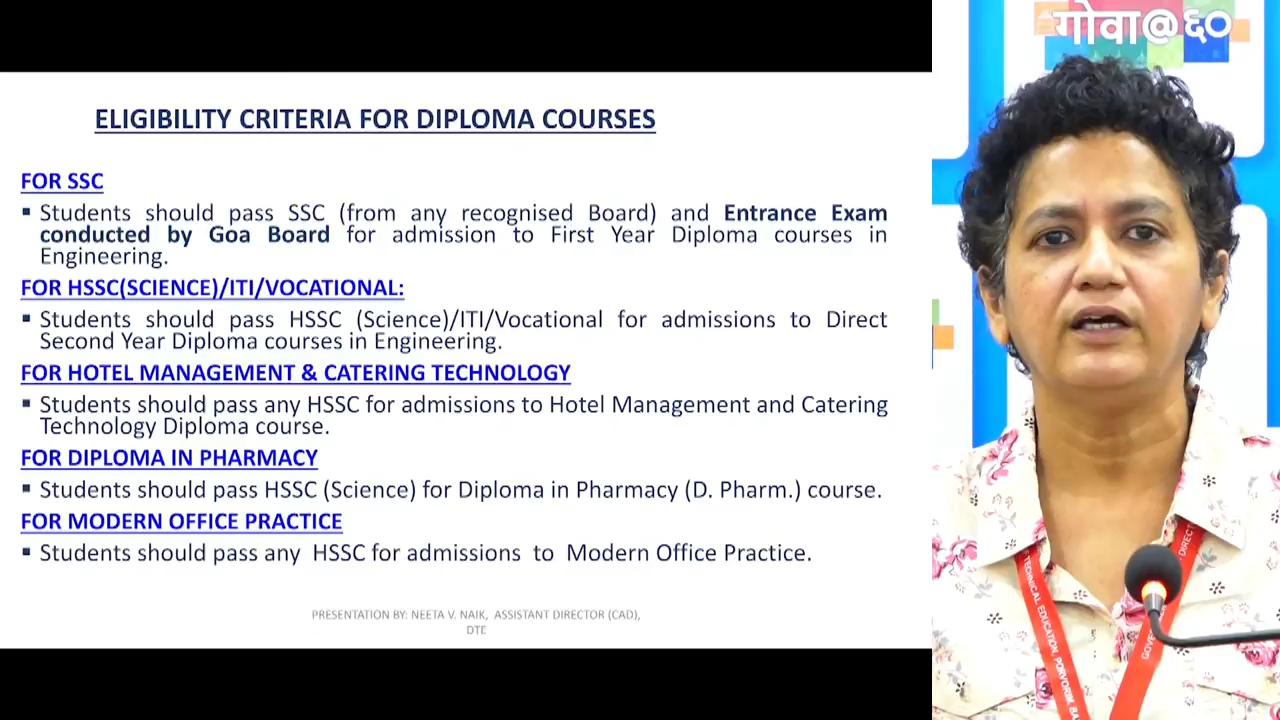 गोवा@६०
ELIGIBILITY CRITERIA FOR DIPLOMA COURSES
FOR SSC
▪ Students should pass SSC (from any recognised Board) and Entrance Exam
conducted by Goa Board for admission to First Year Diploma courses in
Engineering.
FOR HSSC(SCIENCE)/ITI/VOCATIONAL:
▪ Students should pass HSSC (Science)/ITI/Vocational for admissions to Direct
Second Year Diploma courses in Engineering.
FOR HOTEL MANAGEMENT & CATERING TECHNOLOGY
▪ Students should pass any HSSC for admissions to Hotel Management and Catering
Technology Diploma course.
FOR DIPLOMA IN PHARMACY
▪ Students should pass HSSC (Science) for Diploma in Pharmacy (D. Pharm.) course.
FOR MODERN OFFICE PRACTICE
▪ Students should pass any HSSC for admissions to Modern Office Practice.
PRESENTATION BY: NEETA V. NAIK, ASSISTANT DIRECTOR (CAD),
DTE
TECHNICAL EDUCATION, PORVORIM,
DIRECT
GOVE